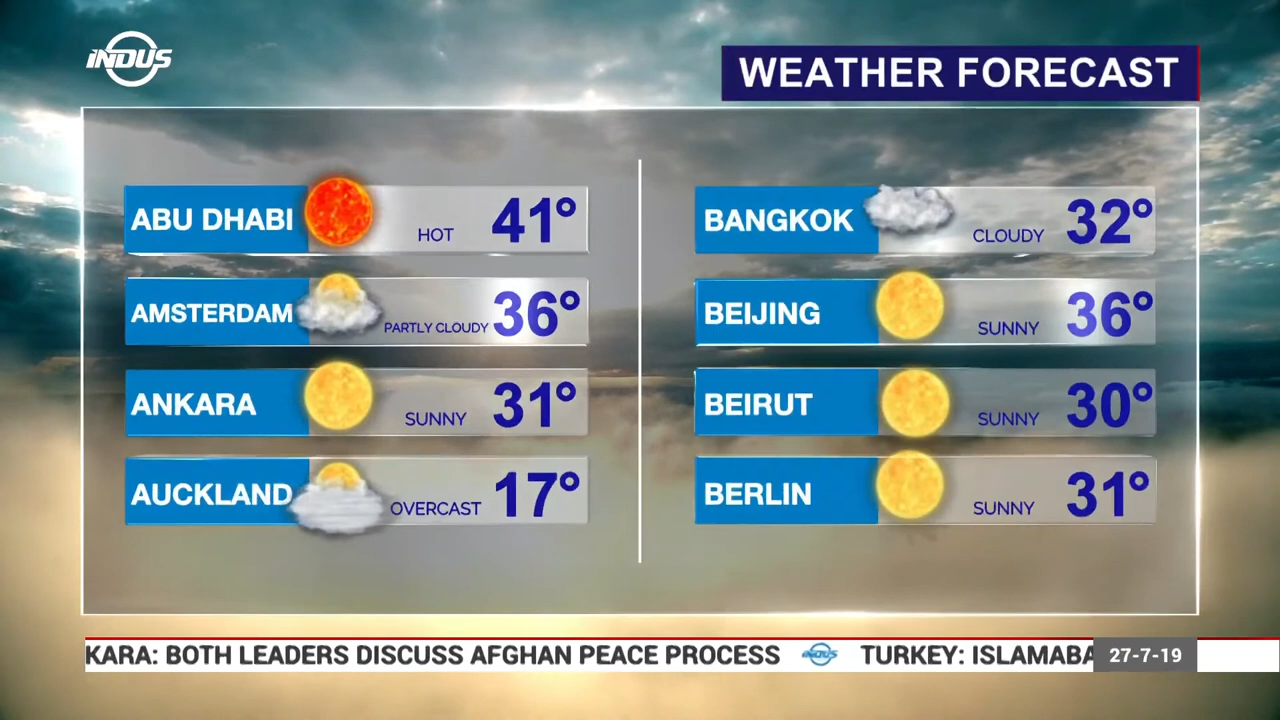 iNDUS
WEATHER FORECAST
ABU DHABI HOT 41°
AMSTERDAM PARTLY CLOUDY 36°
ANKARA SUNNY 31°
AUCKLAND OVERCAST 17°
BANGKOK CLOUDY 32°
BEIJING SUNNY 36°
BEIRUT SUNNY 30°
BERLIN SUNNY 31°
KARA: BOTH LEADERS DISCUSS AFGHAN PEACE PROCESS iNDUS TURKEY: ISLAMABA 27-7-19